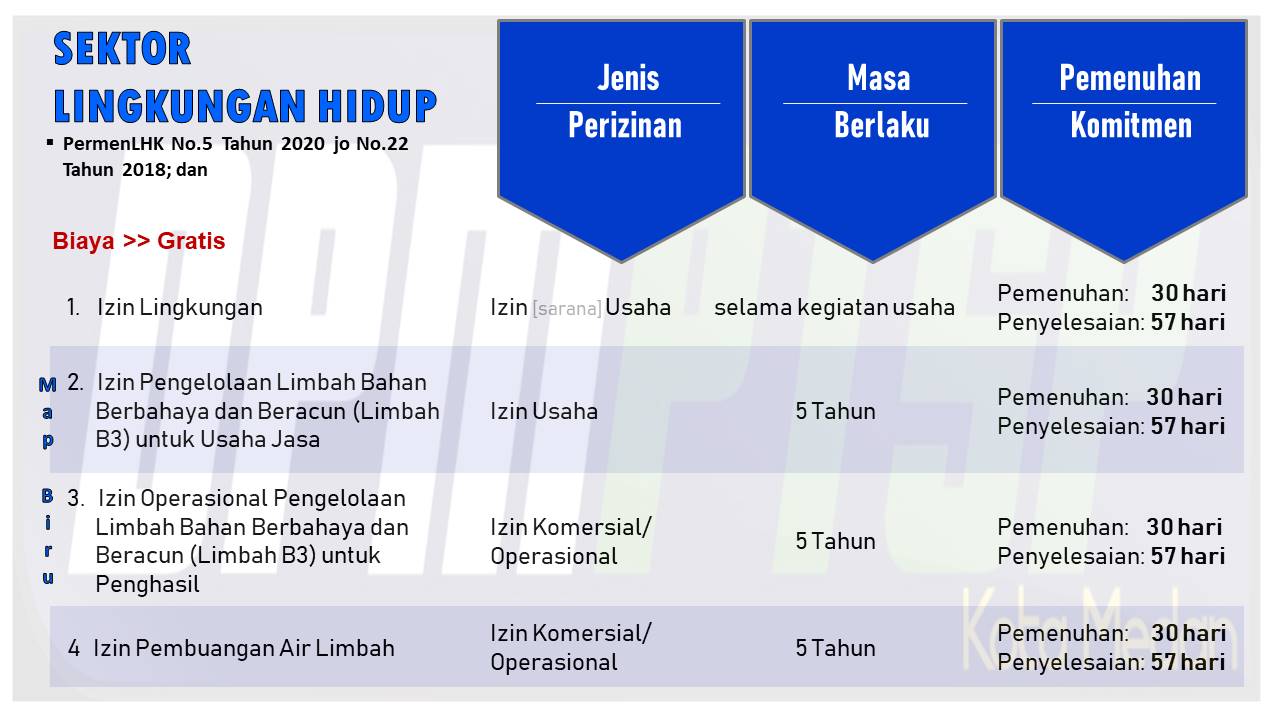 SEKTOR
LINGKUNGAN HIDUP
▪ PermenLHK No.5 Tahun 2020 jo No.22
Tahun 2018; dan
Biaya >> Gratis
Jenis
Perizinan
Masa
Berlaku
Pemenuhan
Komitmen
1. Izin Lingkungan
Izin [sarana] Usaha
selama kegiatan usaha
Pemenuhan: 30 hari
Penyelesaian: 57 hari
Map
2. Izin Pengelolaan Limbah Bahan
Berbahaya dan Beracun (Limbah
B3) untuk Usaha Jasa
Izin Usaha
5 Tahun
Pemenuhan: 30 hari
Penyelesaian: 57 hari
Biru
3. Izin Operasional Pengelolaan
Limbah Bahan Berbahaya dan
Beracun (Limbah B3) untuk
Penghasil
Izin Komersial/
Operasional
5 Tahun
Pemenuhan: 30 hari
Penyelesaian: 57 hari
4 Izin Pembuangan Air Limbah
Izin Komersial/
Operasional
5 Tahun
Pemenuhan: 30 hari
Penyelesaian: 57 hari
DPMPTSP
Kota Medan